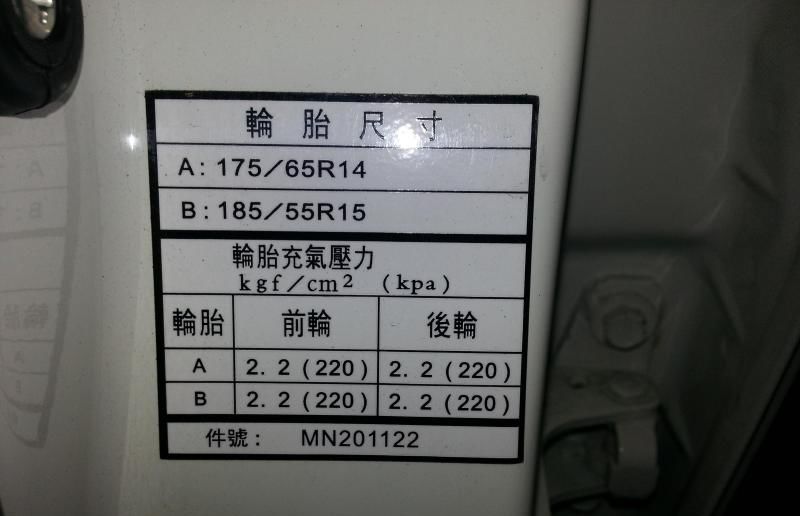 輪胎尺寸
A: 175/65R14
B: 185/55R15
輪胎充氣壓力
kgf/cm² (kpa)
輪胎 前輪 後輪
A 2.2(220) 2.2(220)
B 2.2(220) 2.2(220)
件號: MN201122